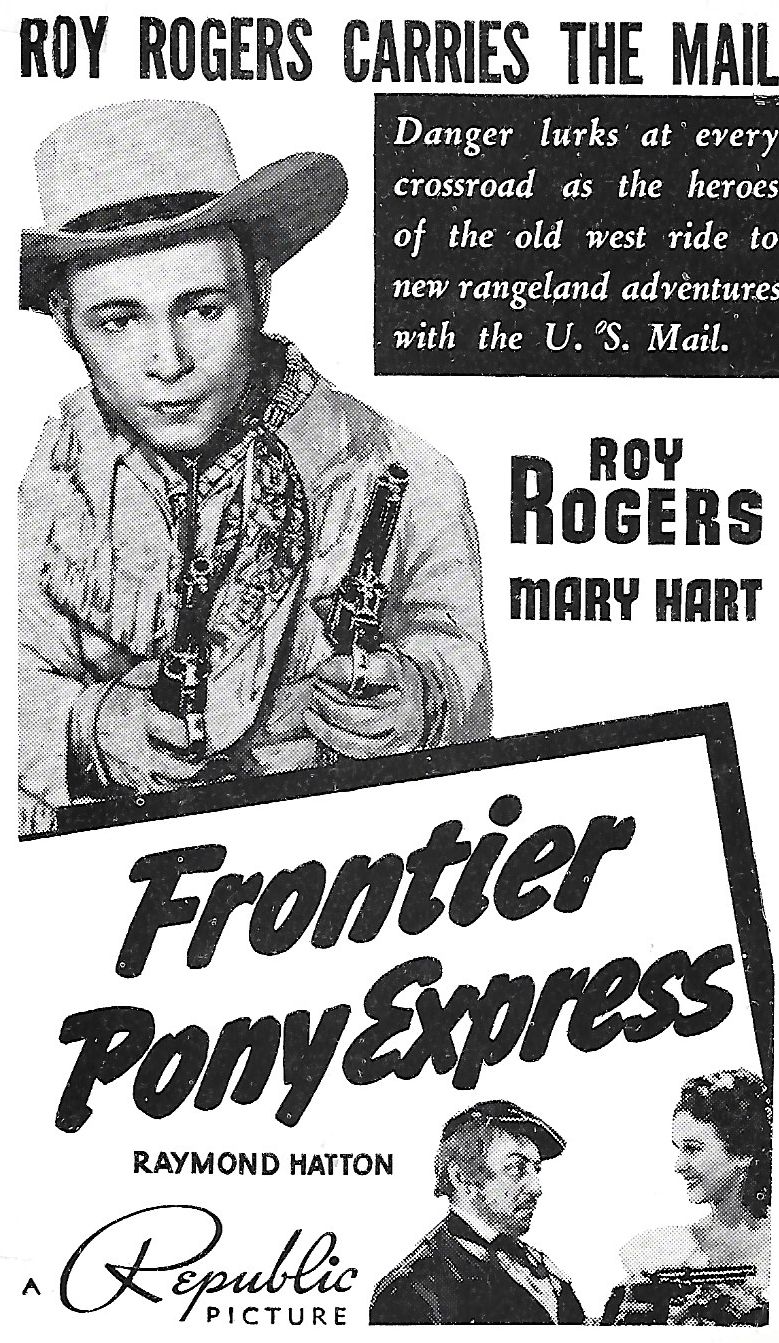 ROY ROGERS CARRIES THE MAIL
Danger lurks at every
crossroad as the heroes
of the old west ride to
new rangeland adventures
with the U. S. Mail.
ROY
ROGERS
MARY HART
Frontier
Pony Express
RAYMOND HATTON
A Republic
PICTURE